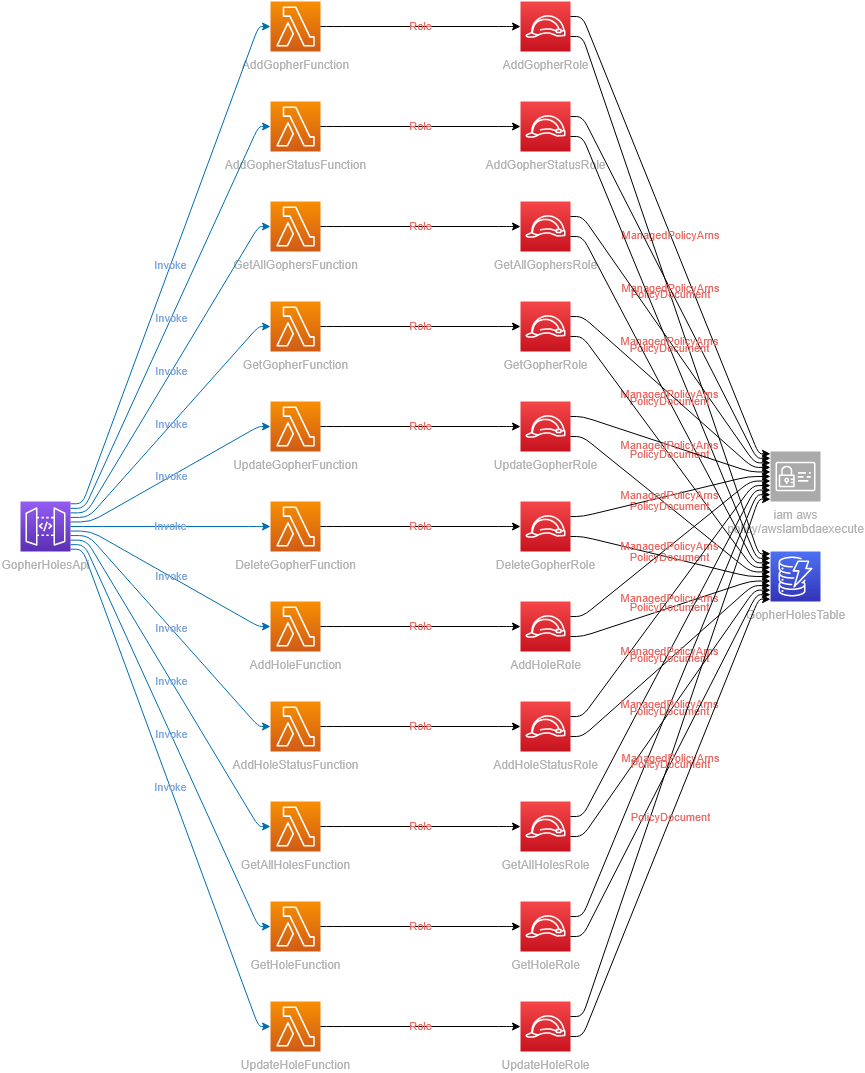 AddGopherFunction
Role
AddGopherRole
AddGopherStatusFunction
Role
AddGopherStatusRole
GetAllGophersFunction
Role
GetAllGophersRole
GetGopherFunction
Role
GetGopherRole
UpdateGopherFunction
Role
UpdateGopherRole
DeleteGopherFunction
Role
DeleteGopherRole
AddHoleFunction
Role
AddHoleRole
AddHoleStatusFunction
Role
AddHoleStatusRole
GetAllHolesFunction
Role
GetAllHolesRole
GetHoleFunction
Role
GetHoleRole
UpdateHoleFunction
Role
UpdateHoleRole
GopherHolesApi
Invoke
Invoke
Invoke
Invoke
Invoke
Invoke
Invoke
Invoke
Invoke
Invoke
Invoke
ManagedPolicyArns
ManagedPolicyArns
PolicyDocument
ManagedPolicyArns
PolicyDocument
ManagedPolicyArns
PolicyDocument
ManagedPolicyArns
PolicyDocument
ManagedPolicyArns
PolicyDocument
ManagedPolicyArns
PolicyDocument
ManagedPolicyArns
PolicyDocument
ManagedPolicyArns
PolicyDocument
ManagedPolicyArns
PolicyDocument
ManagedPolicyArns
PolicyDocument
PolicyDocument
iam aws
policy/awslambdaexecute
GopherHolesTable